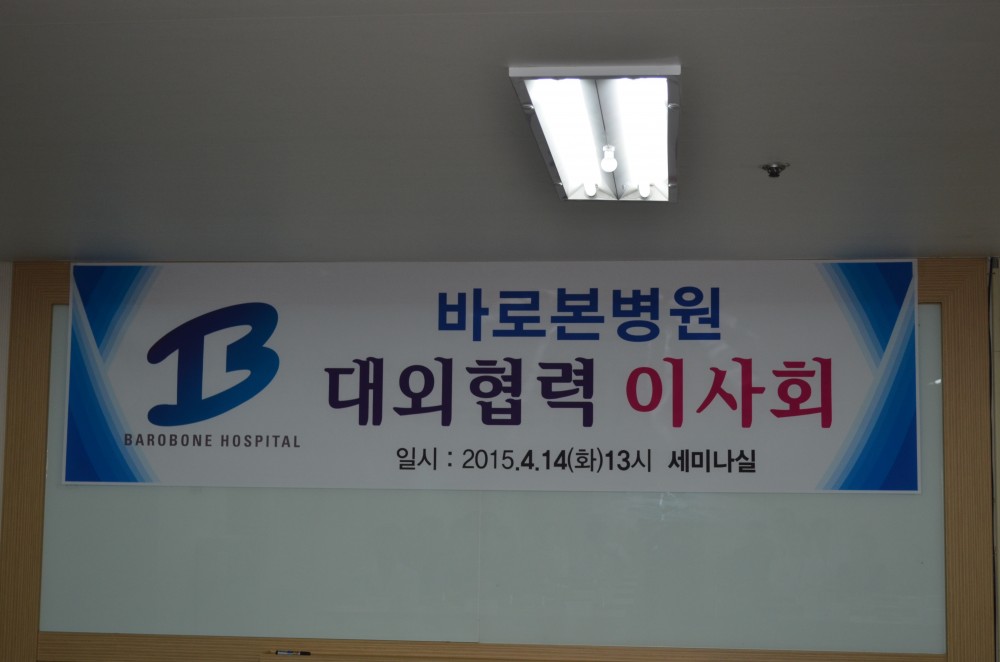 바로본병원
대외협력 이사회
BAROBONE HOSPITAL
일시 : 2015.4.14(화)13시 세미나실